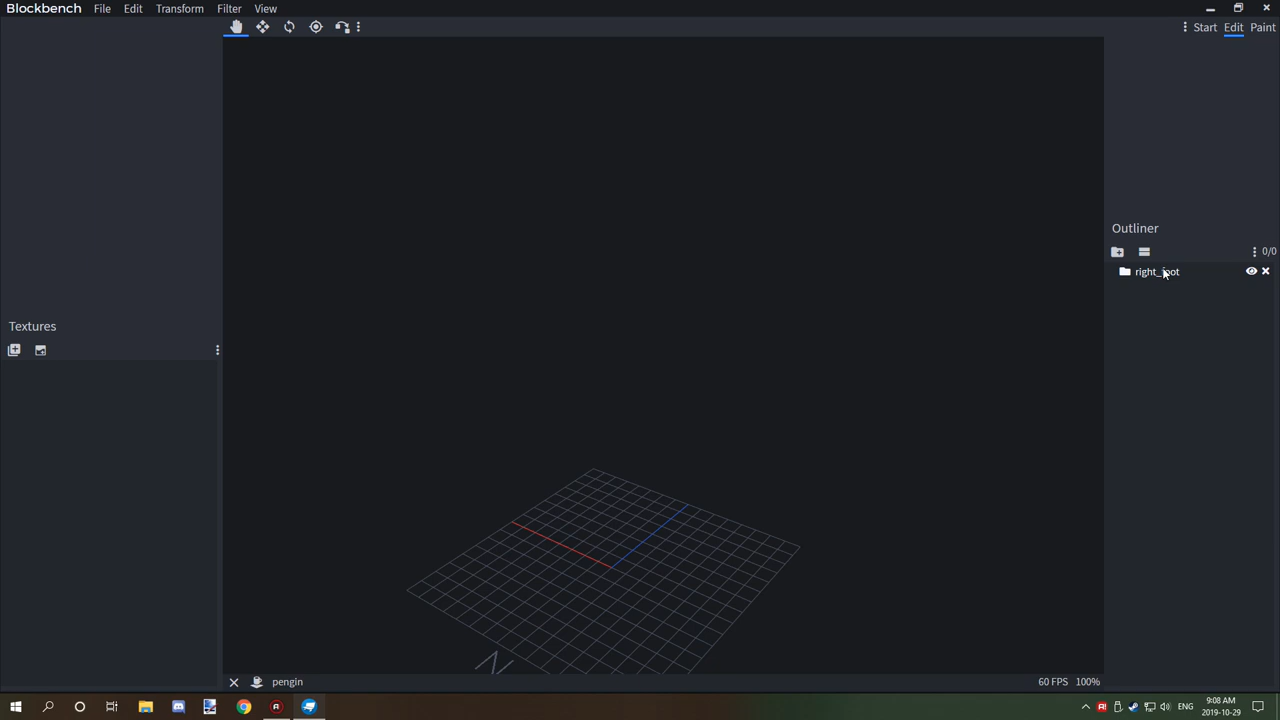 Blockbench File Edit Transform Filter View
Start Edit Paint
Outliner
0/0
right_foot
Textures
N
pengin 60 FPS 100%
ENG
9:08 AM
2019-10-29